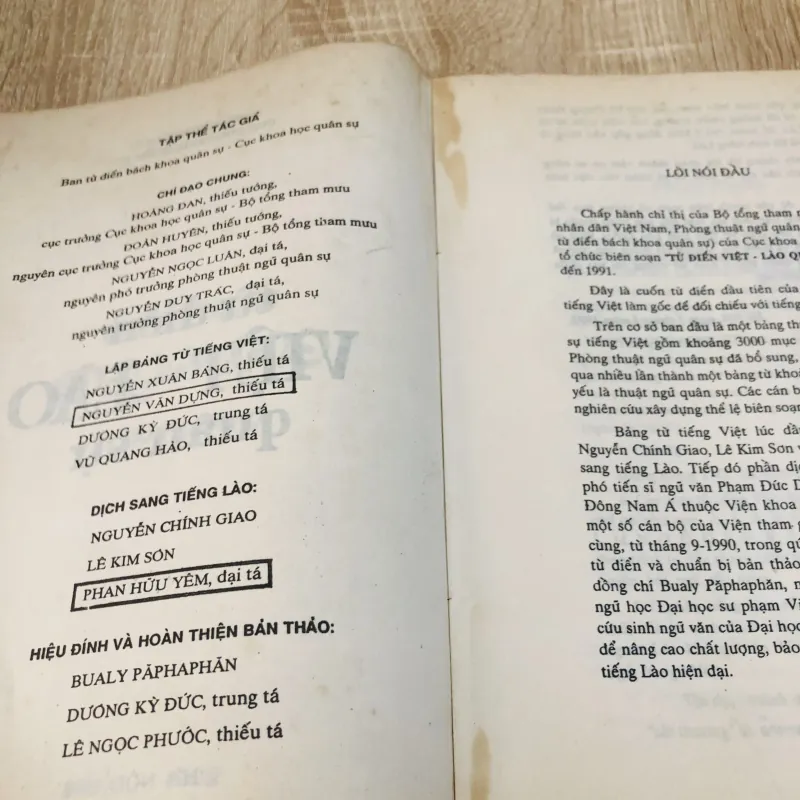 TẬP THỂ TÁC GIẢ
Ban từ điển bách khoa quân sự - Cục khoa học quân sự
CHỈ ĐẠO CHUNG:
HOÀNG ĐAN, thiếu tướng,
cục trưởng Cục khoa học quân sự - Bộ tổng tham mưu
ĐOÀN HUYÊN, thiếu tướng,
nguyên cục trưởng Cục khoa học quân sự - Bộ tổng tham mưu
NGUYỄN NGỌC LUÂN, đại tá,
nguyên phó trưởng phòng thuật ngữ quân sự
NGUYỄN DUY TRÁC, đại tá,
nguyên trưởng phòng thuật ngữ quân sự
LẬP BẢNG TỪ TIẾNG VIỆT:
NGUYỄN XUÂN BẢNG, thiếu tá
NGUYỄN VĂN DỰNG, thiếu tá
DƯƠNG KỲ ĐỨC, trung tá
VŨ QUANG HẢO, thiếu tá
DỊCH SANG TIẾNG LÀO:
NGUYỄN CHÍNH GIAO
LÊ KIM SƠN
PHAN HỮU YÊM, đại tá
HIỆU ĐÍNH VÀ HOÀN THIỆN BẢN THẢO:
BUALY PĂPHAPHĂN
DƯƠNG KỲ ĐỨC, trung tá
LÊ NGỌC PHƯỚC, thiếu tá
LỜI NÓI ĐẦU
Chấp hành chỉ thị của Bộ tổng tham
nhân dân Việt Nam, Phòng thuật ngữ quân
từ điển bách khoa quân sự) của Cục khoa
tổ chức biên soạn "TỪ ĐIỂN VIỆT - LÀO
đến 1991.
Đây là cuốn từ điển đầu tiên của
tiếng Việt làm gốc để đối chiếu với tiếng
Trên cơ sở ban đầu là một bảng
sự tiếng Việt gồm khoảng 3000 mục
Phòng thuật ngữ quân sự đã bổ sung,
qua nhiều lần thành một bảng từ
yếu là thuật ngữ quân sự. Các cán
nghiên cứu xây dựng thể lệ biên soạn
Bảng từ tiếng Việt lúc
Nguyễn Chính Giao, Lê Kim Sơn
sang tiếng Lào. Tiếp đó phần
phó tiến sĩ ngữ văn Phạm Đức
Đông Nam Á thuộc Viện khoa
một số cán bộ của Viện tham
cùng, từ tháng 9-1990, trong
từ điển và chuẩn bị bản thảo
đồng chí Bualy Păphaphăn,
ngữ học Đại học sư phạm
cứu sinh ngữ văn của Đại học
để nâng cao chất lượng, bảo
tiếng Lào hiện đại.